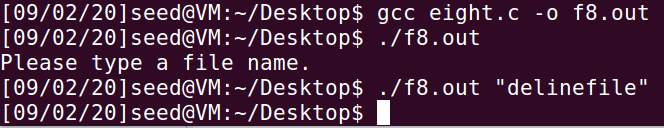 [09/02/20]seed@VM:~/Desktop$ gcc eight.c -o f8.out
[09/02/20]seed@VM:~/Desktop$ ./f8.out
Please type a file name.
[09/02/20]seed@VM:~/Desktop$ ./f8.out "delinefile"
[09/02/20]seed@VM:~/Desktop$